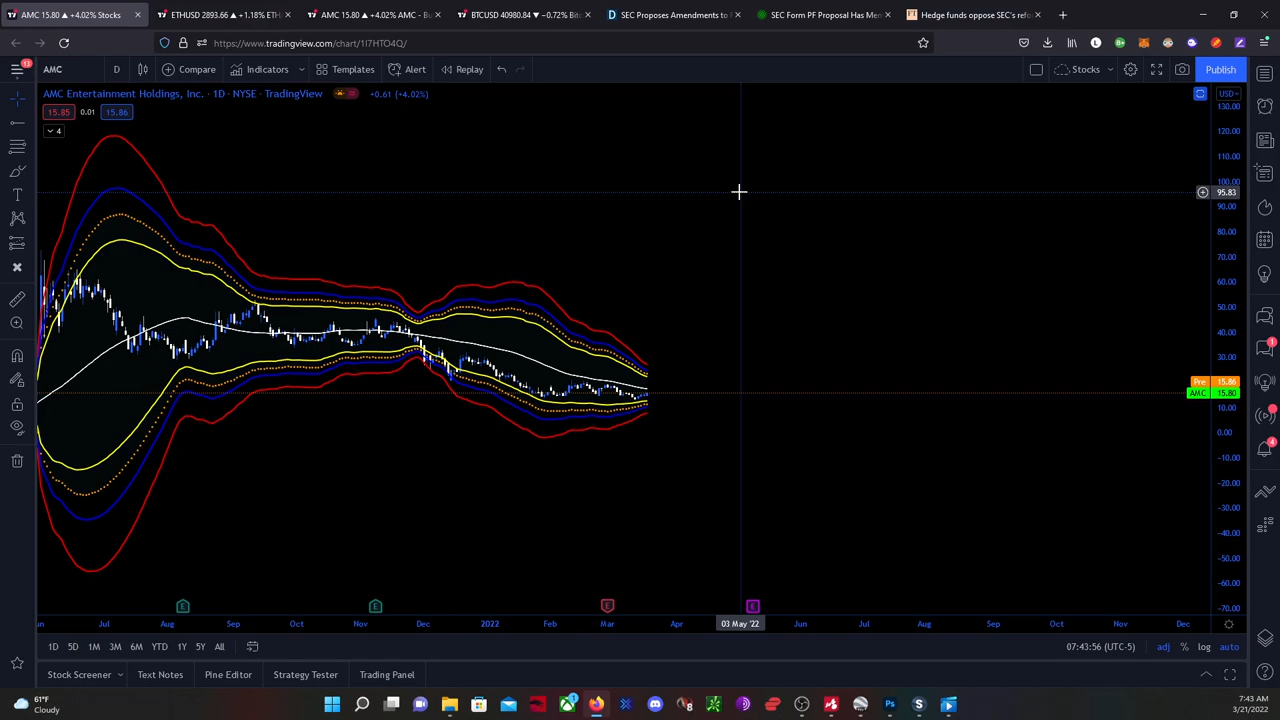 AMC 15.80 ▲ +4.02% Stocks
ETHUSD 2893.66 ▲ +1.18% ETH
AMC 15.80 ▲ +4.02% AMC - Bu
BTCUSD 40980.84 ▼ −0.72% Bit
SEC Proposes Amendments to F
SEC Form PF Proposal Has Men
Hedge funds oppose SEC's refo
https://www.tradingview.com/chart/1I7HTO4Q/
13
AMC
D
Compare
Indicators
Templates
Alert
Replay
Stocks
Publish
AMC Entertainment Holdings, Inc. · 1D · NYSE · TradingView
+0.61 (+4.02%)
USD
15.85
0.01
15.86
4
130.00
120.00
110.00
100.00
95.83
90.00
80.00
70.00
60.00
50.00
40.00
30.00
Pre 15.86
AMC 15.80
10.00
0.00
−10.00
−20.00
−30.00
−40.00
−50.00
−60.00
−70.00
1
4
E
E
E
E
Jul
Aug
Sep
Oct
Nov
Dec
2022
Feb
Mar
Apr
03 May '22
Jun
Jul
Aug
Sep
Oct
Nov
Dec
1D
5D
1M
3M
6M
YTD
1Y
5Y
All
07:43:56 (UTC-5)
adj
%
log
auto
Stock Screener
Text Notes
Pine Editor
Strategy Tester
Trading Panel
61°F
Cloudy
7:43 AM
3/21/2022